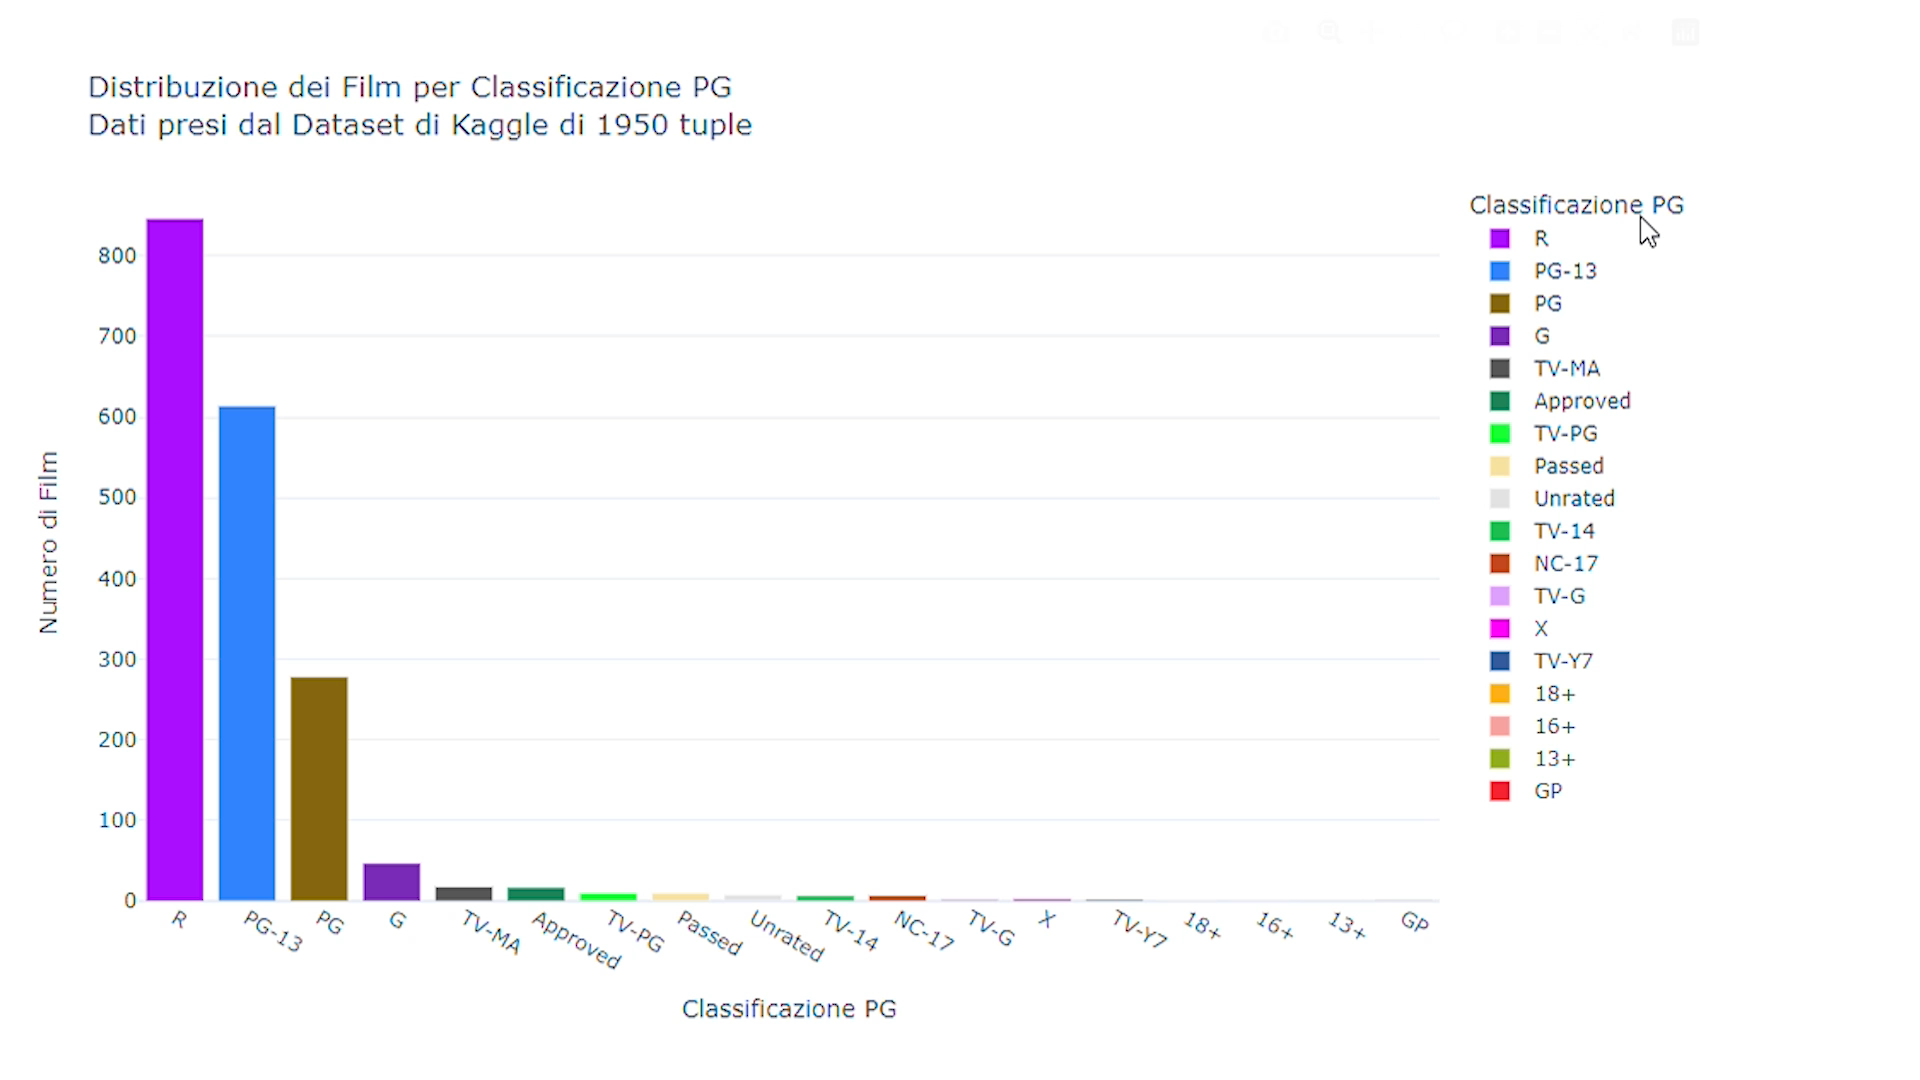 Distribuzione dei Film per Classificazione PG
Dati presi dal Dataset di Kaggle di 1950 tuple
Classificazione PG
R
PG-13
PG
G
TV-MA
Approved
TV-PG
Passed
Unrated
TV-14
NC-17
TV-G
X
TV-Y7
18+
16+
13+
GP
Numero di Film
800
700
600
500
400
300
200
100
0
R PG-13 PG G TV-MA Approved TV-PG Passed Unrated TV-14 NC-17 TV-G X TV-Y7 18+ 16+ 13+ GP
Classificazione PG